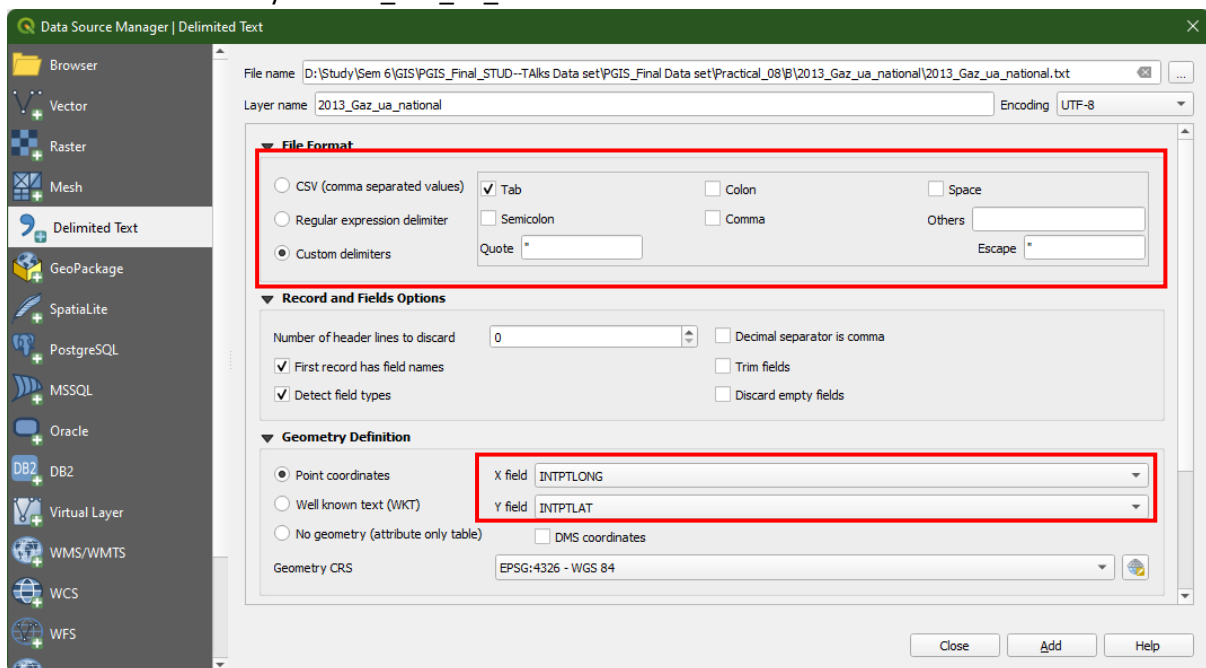 Data Source Manager | Delimited Text
Browser
Vector
Raster
Mesh
Delimited Text
GeoPackage
SpatiaLite
PostgreSQL
MSSQL
Oracle
DB2 DB2
Virtual Layer
WMS/WMTS
WCS
WFS
File name D:\Study\Sem 6\GIS\PGIS_Final_STUD--TAlks Data set\PGIS_Final Data set\Practical_08\B\2013_Gaz_ua_national\2013_Gaz_ua_national.txt ...
Layer name 2013_Gaz_ua_national Encoding UTF-8
File Format
CSV (comma separated values) Tab Colon Space
Regular expression delimiter Semicolon Comma Others
Custom delimiters Quote " Escape "
Record and Fields Options
Number of header lines to discard 0 Decimal separator is comma
First record has field names Trim fields
Detect field types Discard empty fields
Geometry Definition
Point coordinates X field INTPTLONG
Well known text (WKT) Y field INTPTLAT
No geometry (attribute only table) DMS coordinates
Geometry CRS EPSG:4326 - WGS 84
Close Add Help